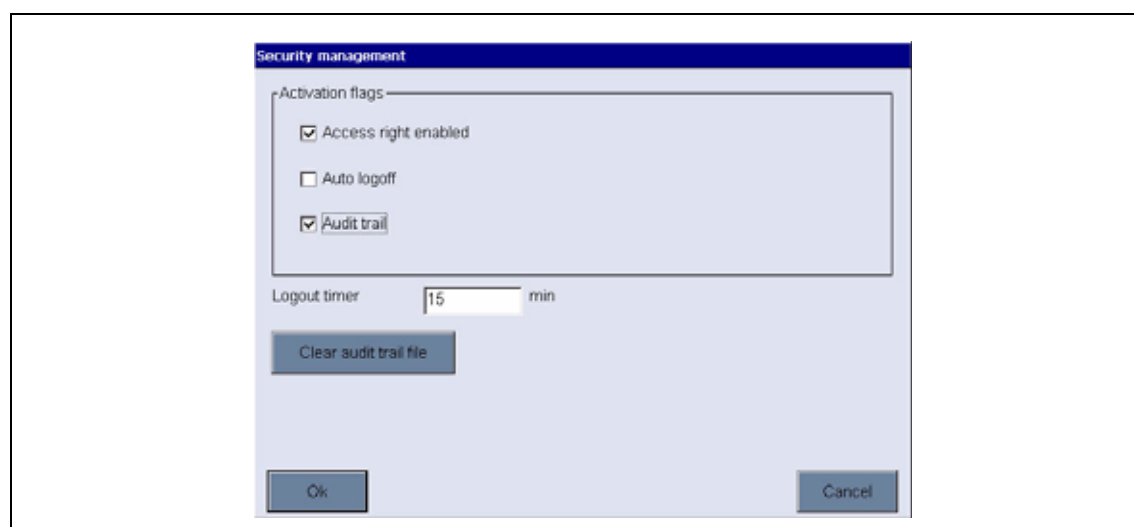 Security management
Activation flags
Access right enabled
Auto logoff
Audit trail
Logout timer 15 min
Clear audit trail file
Ok Cancel